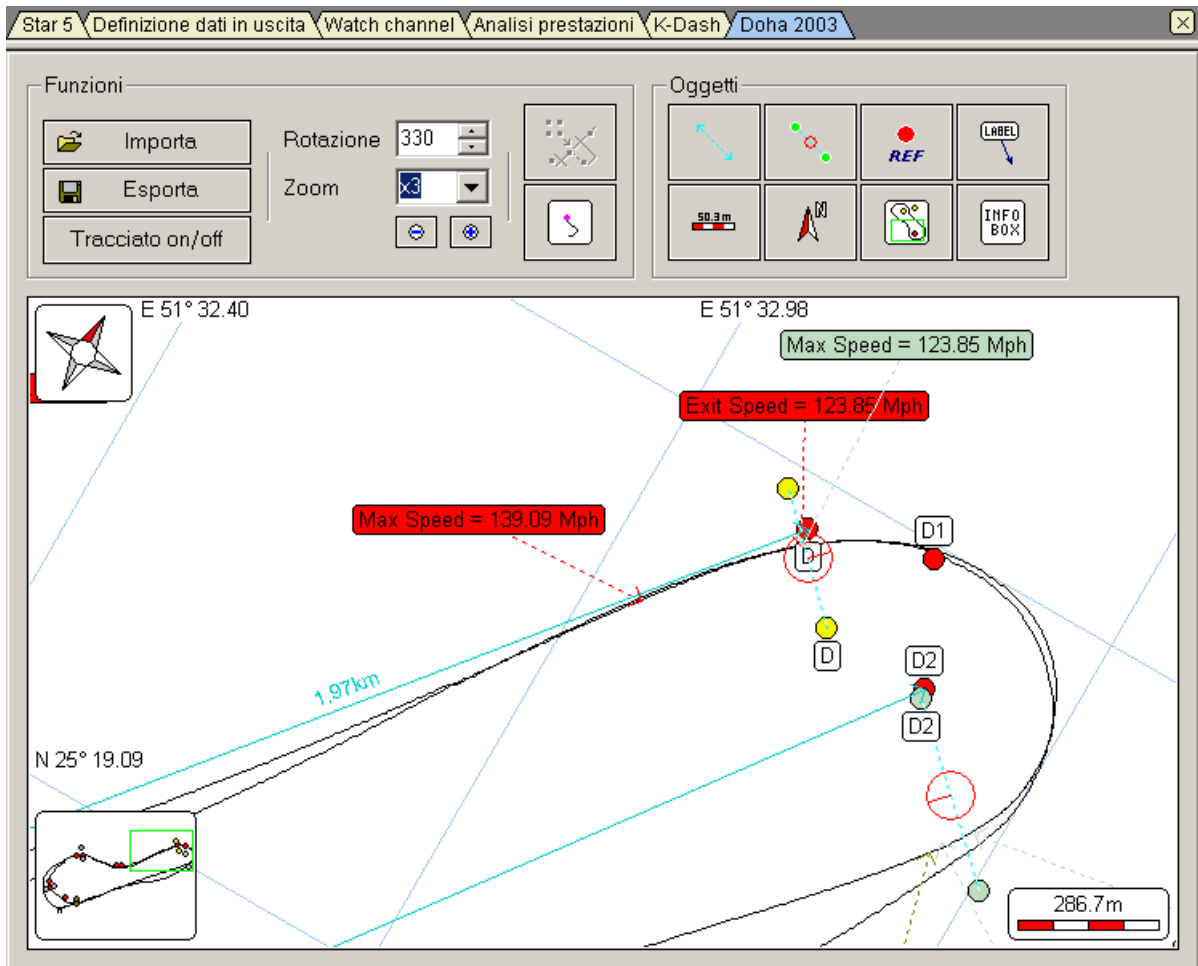 Star 5 Definizione dati in uscita Watch channel Analisi prestazioni K-Dash Doha 2003
Funzioni
Importa
Esporta
Tracciato on/off
Rotazione 330
Zoom x3
Oggetti
REF
LABEL
50.3m
N
INFO
BOX
E 51° 32.40
E 51° 32.98
Max Speed = 123.85 Mph
Exit Speed = 123.85 Mph
Max Speed = 139.09 Mph
D1
D
D
D2
D2
1,97km
N 25° 19.09
286.7m